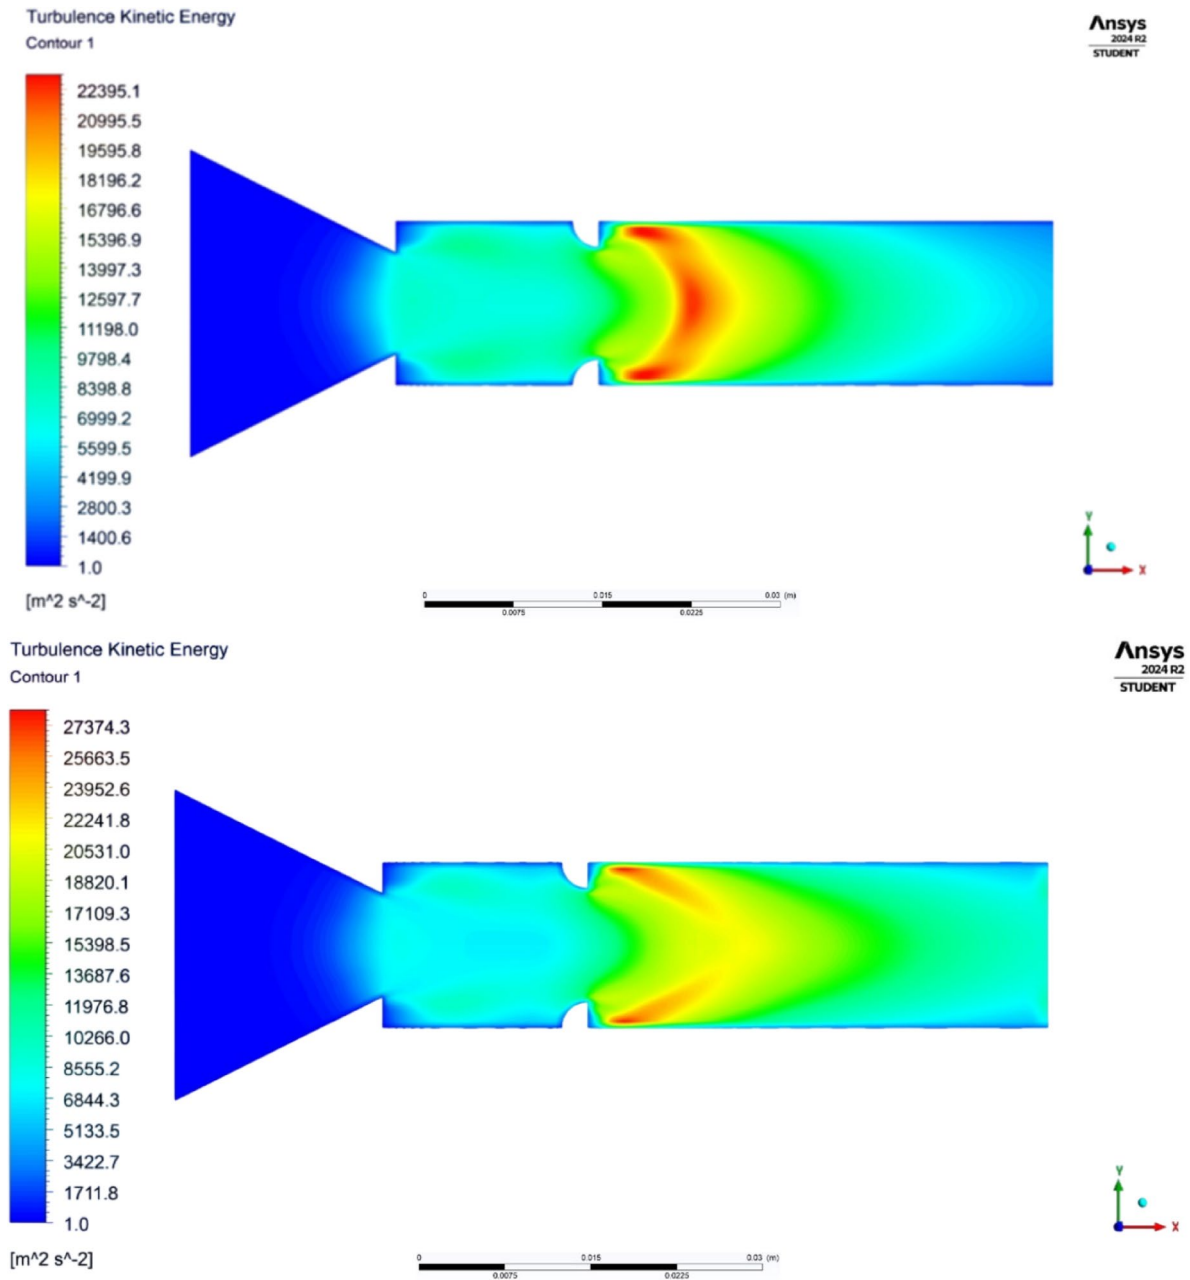 Turbulence Kinetic Energy
Contour 1
Ansys
2024 R2
STUDENT
22395.1
20995.5
19595.8
18196.2
16796.6
15396.9
13997.3
12597.7
11198.0
9798.4
8398.8
6999.2
5599.5
4199.9
2800.3
1400.6
1.0
[m^2 s^-2]
Y
X
0 0.015 0.03 (m)
0.0075 0.0225
Turbulence Kinetic Energy
Contour 1
Ansys
2024 R2
STUDENT
27374.3
25663.5
23952.6
22241.8
20531.0
18820.1
17109.3
15398.5
13687.6
11976.8
10266.0
8555.2
6844.3
5133.5
3422.7
1711.8
1.0
[m^2 s^-2]
Y
X
0 0.015 0.03 (m)
0.0075 0.0225